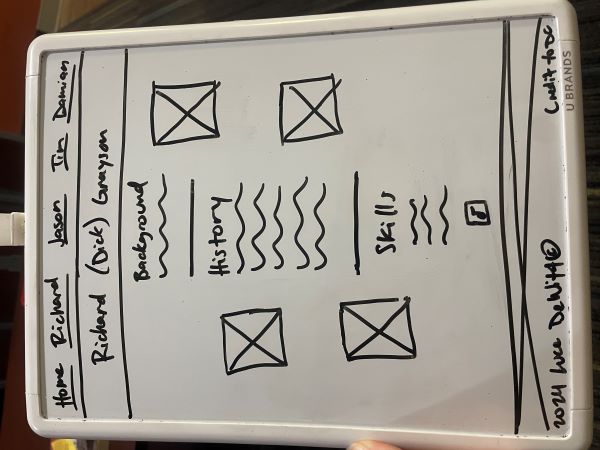 Home Richard Jason Tim Damian
Richard (Dick) Grayson
Background
History
Skills
2024 Luce DeWitt ©
Credit to DC
U BRANDS